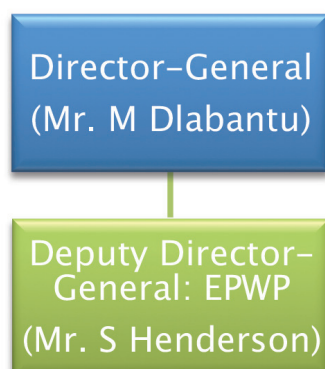 Director–General
(Mr. M Dlabantu)
Deputy Director–
General: EPWP
(Mr. S Henderson)